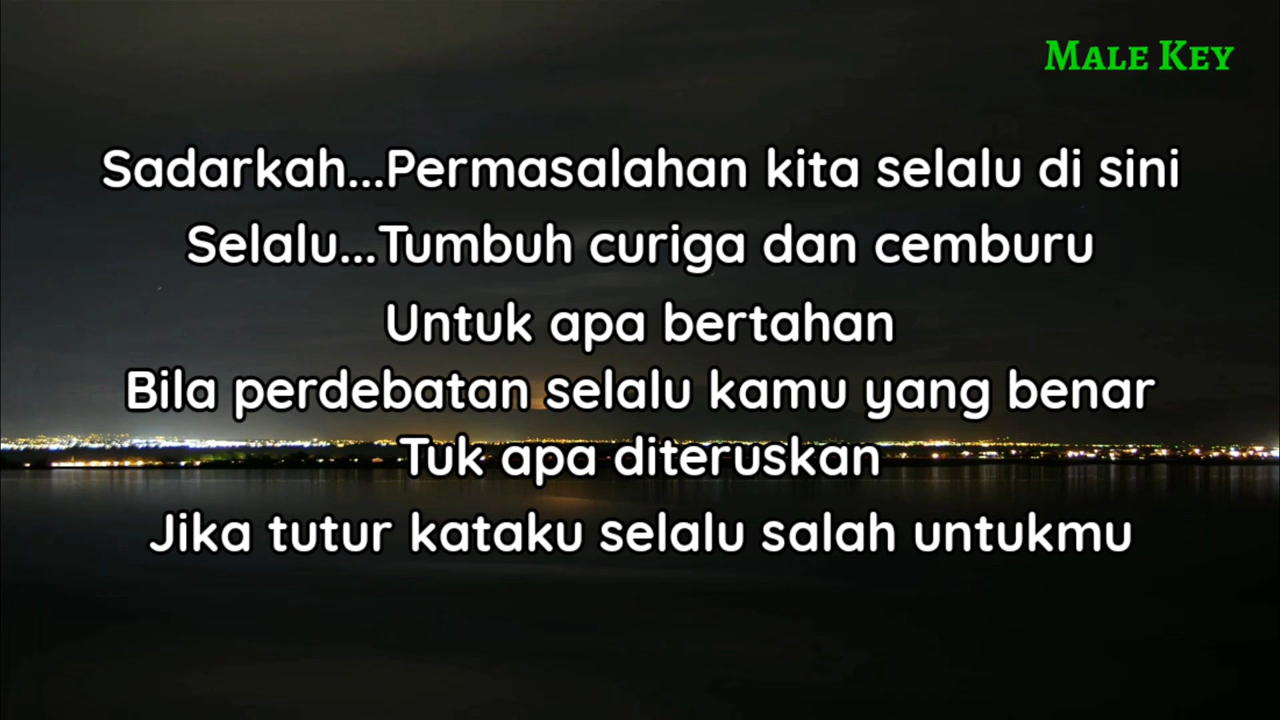 Male Key
Sadarkah...Permasalahan kita selalu di sini
Selalu...Tumbuh curiga dan cemburu
Untuk apa bertahan
Bila perdebatan selalu kamu yang benar
Tuk apa diteruskan
Jika tutur kataku selalu salah untukmu